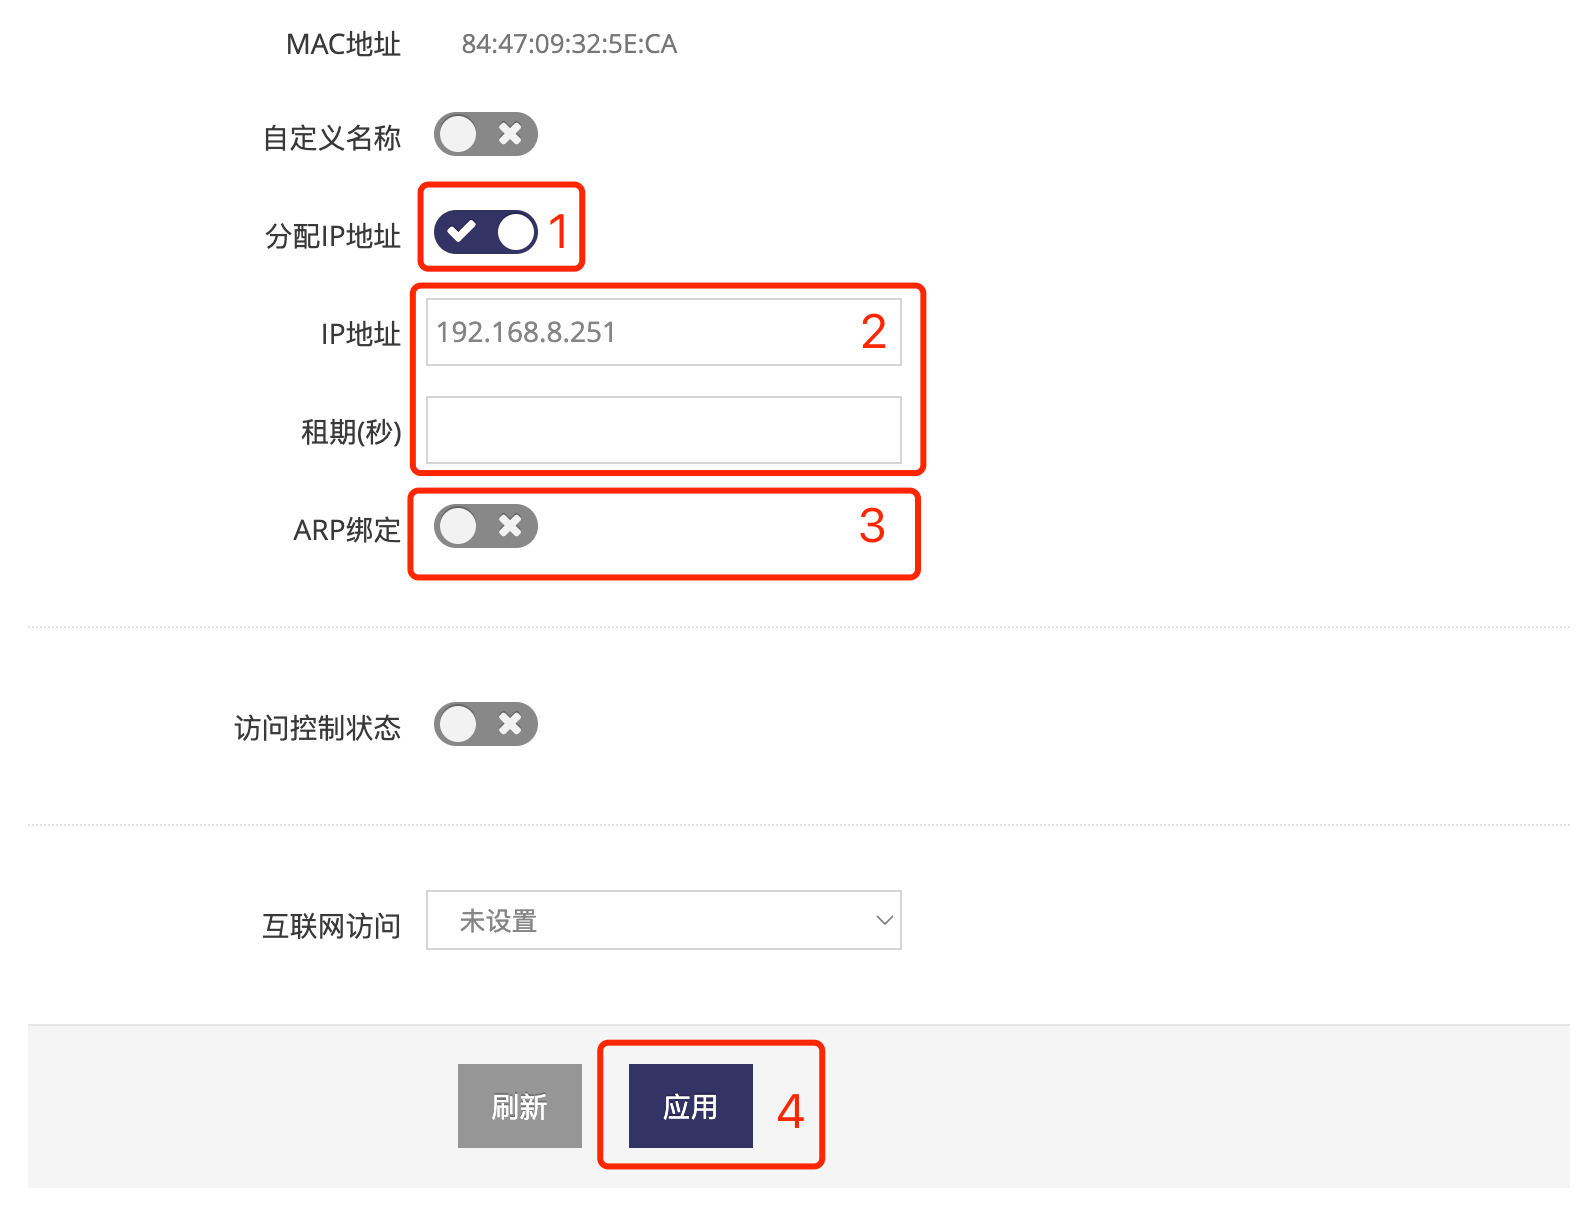 MAC地址 84:47:09:32:5E:CA
自定义名称
分配IP地址 1
IP地址 192.168.8.251 2
租期(秒)
ARP绑定 3
访问控制状态
互联网访问 未设置
刷新 应用 4